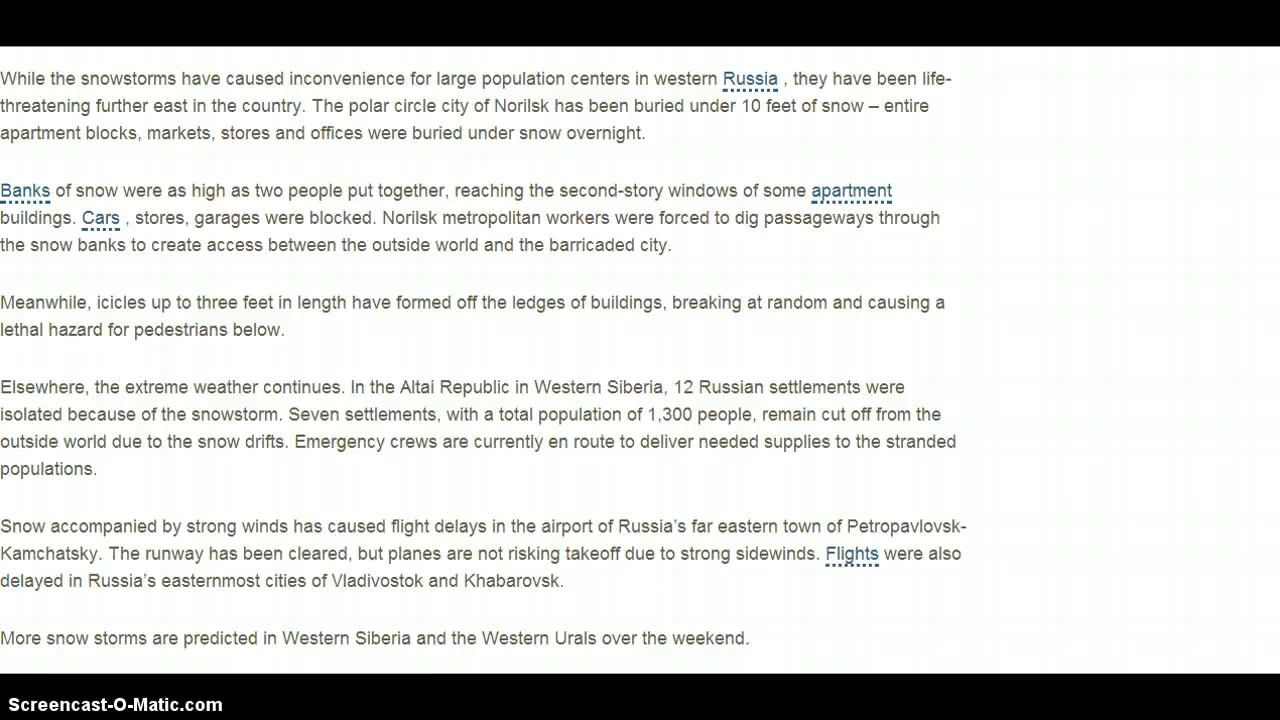 While the snowstorms have caused inconvenience for large population centers in western Russia , they have been life-
threatening further east in the country. The polar circle city of Norilsk has been buried under 10 feet of snow – entire
apartment blocks, markets, stores and offices were buried under snow overnight.
Banks of snow were as high as two people put together, reaching the second-story windows of some apartment
buildings. Cars , stores, garages were blocked. Norilsk metropolitan workers were forced to dig passageways through
the snow banks to create access between the outside world and the barricaded city.
Meanwhile, icicles up to three feet in length have formed off the ledges of buildings, breaking at random and causing a
lethal hazard for pedestrians below.
Elsewhere, the extreme weather continues. In the Altai Republic in Western Siberia, 12 Russian settlements were
isolated because of the snowstorm. Seven settlements, with a total population of 1,300 people, remain cut off from the
outside world due to the snow drifts. Emergency crews are currently en route to deliver needed supplies to the stranded
populations.
Snow accompanied by strong winds has caused flight delays in the airport of Russia’s far eastern town of Petropavlovsk-
Kamchatsky. The runway has been cleared, but planes are not risking takeoff due to strong sidewinds. Flights were also
delayed in Russia’s easternmost cities of Vladivostok and Khabarovsk.
More snow storms are predicted in Western Siberia and the Western Urals over the weekend.
Screencast-O-Matic.com